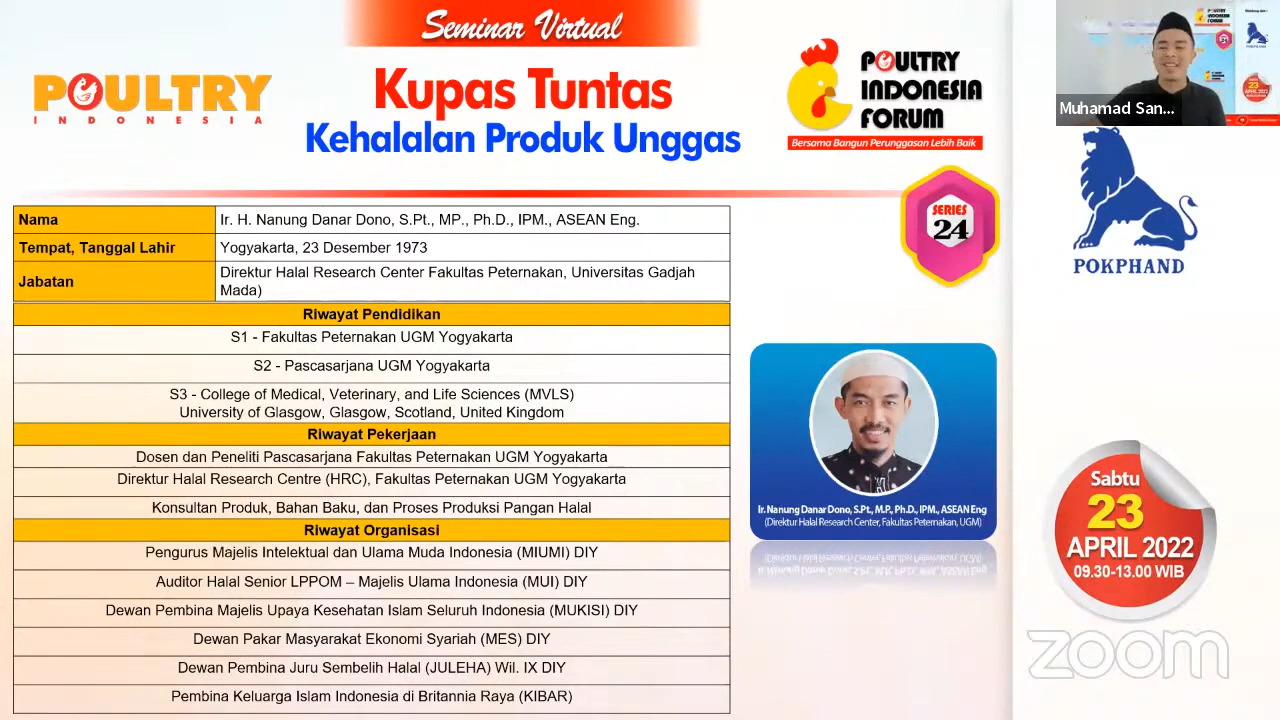 Seminar Virtual
POULTRY
INDONESIA
Kupas Tuntas
Kehalalan Produk Unggas
POULTRY
INDONESIA
FORUM
Bersama Bangun Perunggasan Lebih Baik
Muhamad San...
SERIES
24
POKPHAND
Nama
Ir. H. Nanung Danar Dono, S.Pt., MP., Ph.D., IPM., ASEAN Eng.
Tempat, Tanggal Lahir
Yogyakarta, 23 Desember 1973
Jabatan
Direktur Halal Research Center Fakultas Peternakan, Universitas Gadjah
Mada)
Riwayat Pendidikan
S1 - Fakultas Peternakan UGM Yogyakarta
S2 - Pascasarjana UGM Yogyakarta
S3 - College of Medical, Veterinary, and Life Sciences (MVLS)
University of Glasgow, Glasgow, Scotland, United Kingdom
Riwayat Pekerjaan
Dosen dan Peneliti Pascasarjana Fakultas Peternakan UGM Yogyakarta
Direktur Halal Research Centre (HRC), Fakultas Peternakan UGM Yogyakarta
Konsultan Produk, Bahan Baku, dan Proses Produksi Pangan Halal
Riwayat Organisasi
Pengurus Majelis Intelektual dan Ulama Muda Indonesia (MIUMI) DIY
Auditor Halal Senior LPPOM – Majelis Ulama Indonesia (MUI) DIY
Dewan Pembina Majelis Upaya Kesehatan Islam Seluruh Indonesia (MUKISI) DIY
Dewan Pakar Masyarakat Ekonomi Syariah (MES) DIY
Dewan Pembina Juru Sembelih Halal (JULEHA) Wil. IX DIY
Pembina Keluarga Islam Indonesia di Britannia Raya (KIBAR)
Ir. Nanung Danar Dono, S.Pt., M.P., Ph.D., IPM., ASEAN Eng
(Direktur Halal Research Center, Fakultas Peternakan, UGM)
Sabtu
23
APRIL 2022
09.30-13.00 WIB
zoom